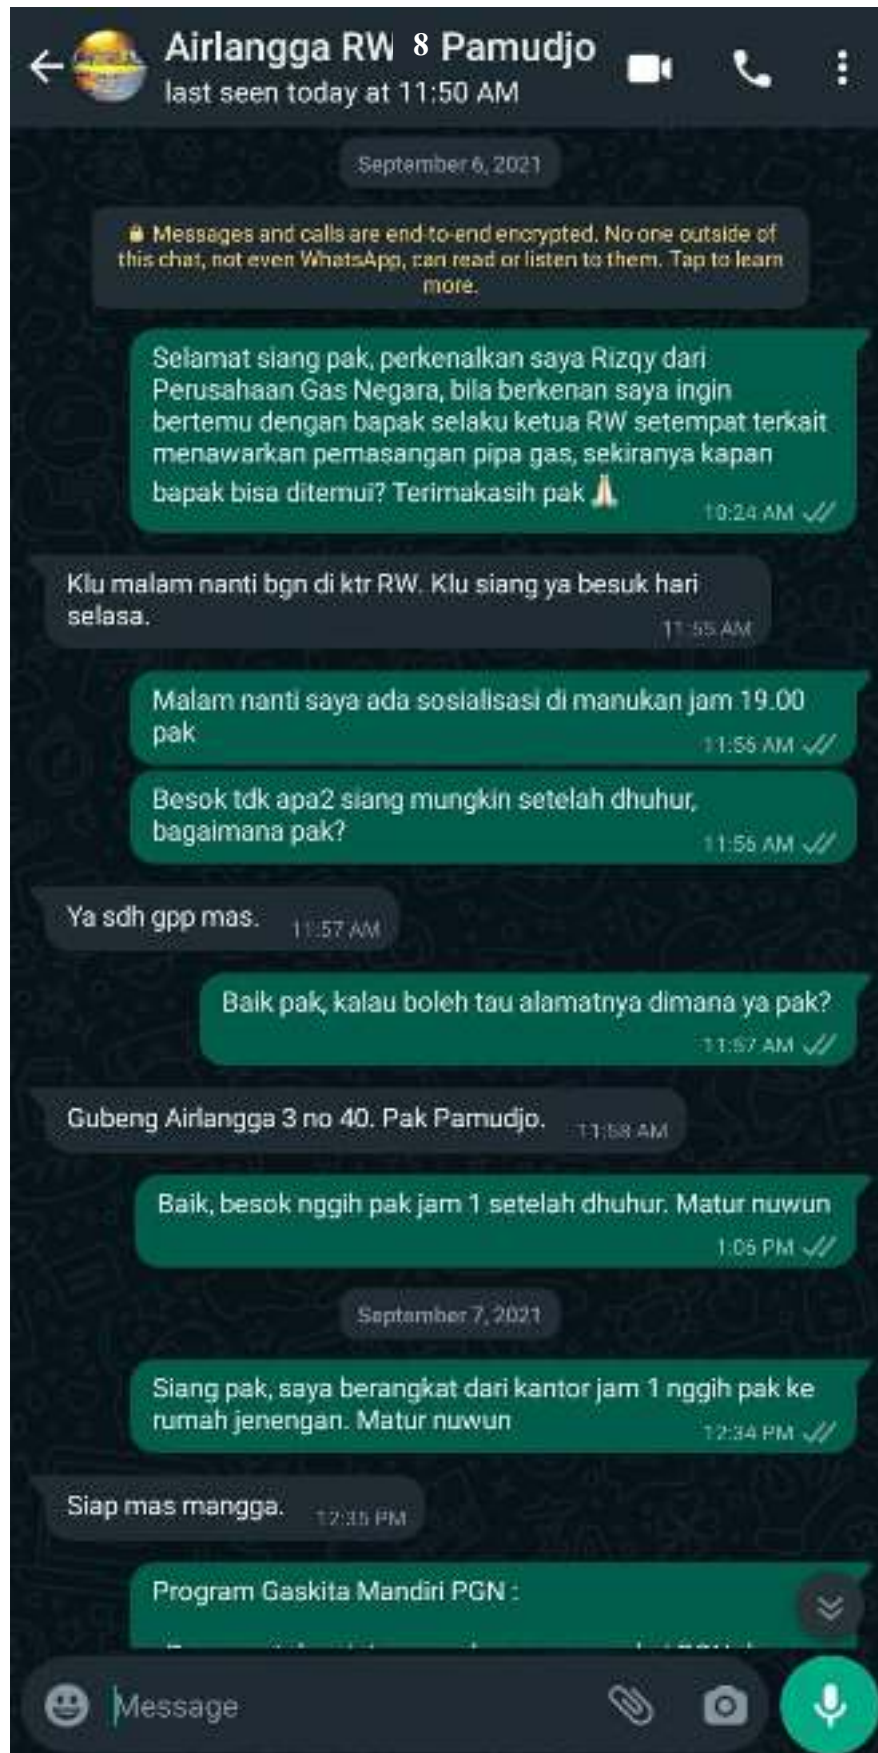 Airlangga RW 8 Pamudjo
last seen today at 11:50 AM
September 6, 2021
Messages and calls are end-to-end encrypted. No one outside of
this chat, not even WhatsApp, can read or listen to them. Tap to learn
more.
Selamat siang pak, perkenalkan saya Rizqy dari
Perusahaan Gas Negara, bila berkenan saya ingin
bertemu dengan bapak selaku ketua RW setempat terkait
menawarkan pemasangan pipa gas, sekiranya kapan
bapak bisa ditemui? Terimakasih pak 🙏🏻
10:24 AM
Klu malam nanti bgn di ktr RW. Klu siang ya besuk hari
selasa.
11:55 AM
Malam nanti saya ada sosialisasi di manukan jam 19.00
pak
11:56 AM
Besok tdk apa2 siang mungkin setelah dhuhur,
bagaimana pak?
11:56 AM
Ya sdh gpp mas.
11:57 AM
Baik pak, kalau boleh tau alamatnya dimana ya pak?
11:57 AM
Gubeng Airlangga 3 no 40. Pak Pamudjo.
11:58 AM
Baik, besok nggih pak jam 1 setelah dhuhur. Matur nuwun
1:06 PM
September 7, 2021
Siang pak, saya berangkat dari kantor jam 1 nggih pak ke
rumah jenengan. Matur nuwun
12:34 PM
Siap mas mangga.
12:35 PM
Program Gaskita Mandiri PGN :
Message